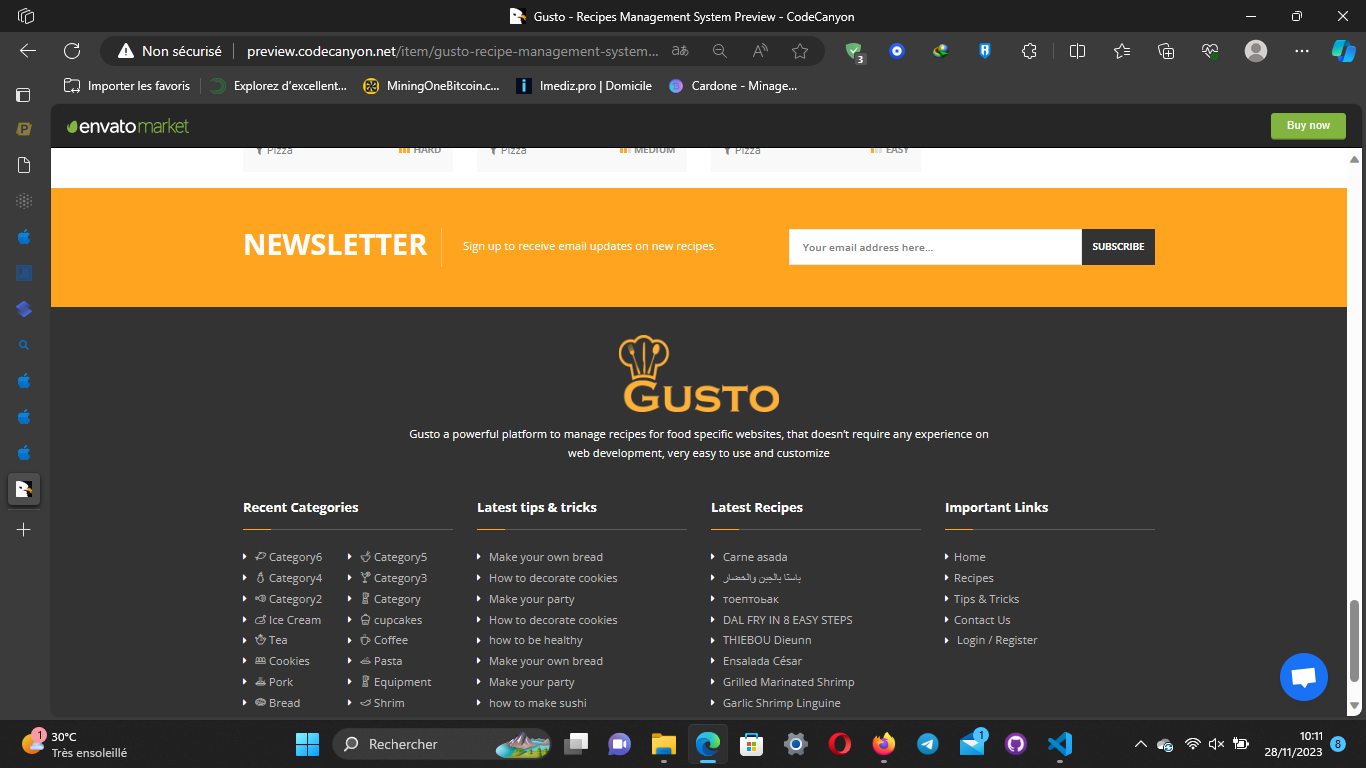 Gusto - Recipes Management System Preview - CodeCanyon
Non sécurisé preview.codecanyon.net/item/gusto-recipe-management-system...
3
Importer les favoris Explorez d'excellent... MiningOneBitcoin.c... Imediz.pro | Domicile Cardone - Minage...
envatomarket Buy now
Pizza HARD Pizza MEDIUM Pizza EASY
NEWSLETTER Sign up to receive email updates on new recipes. Your email address here... SUBSCRIBE
GUSTO
Gusto a powerful platform to manage recipes for food specific websites, that doesn't require any experience on
web development, very easy to use and customize
Recent Categories Latest tips & tricks Latest Recipes Important Links
Category6 Category5 Make your own bread Carne asada Home
Category4 Category3 How to decorate cookies باستا بالجبن والخضار Recipes
Category2 Category Make your party тоептоьак Tips & Tricks
Ice Cream cupcakes How to decorate cookies DAL FRY IN 8 EASY STEPS Contact Us
Tea Coffee how to be healthy THIEBOU Dieunn Login / Register
Cookies Pasta Make your own bread Ensalada César
Pork Equipment Make your party Grilled Marinated Shrimp
Bread Shrim how to make sushi Garlic Shrimp Linguine
1 30°C
Très ensoleillé
Rechercher
1
10:11
28/11/2023
8